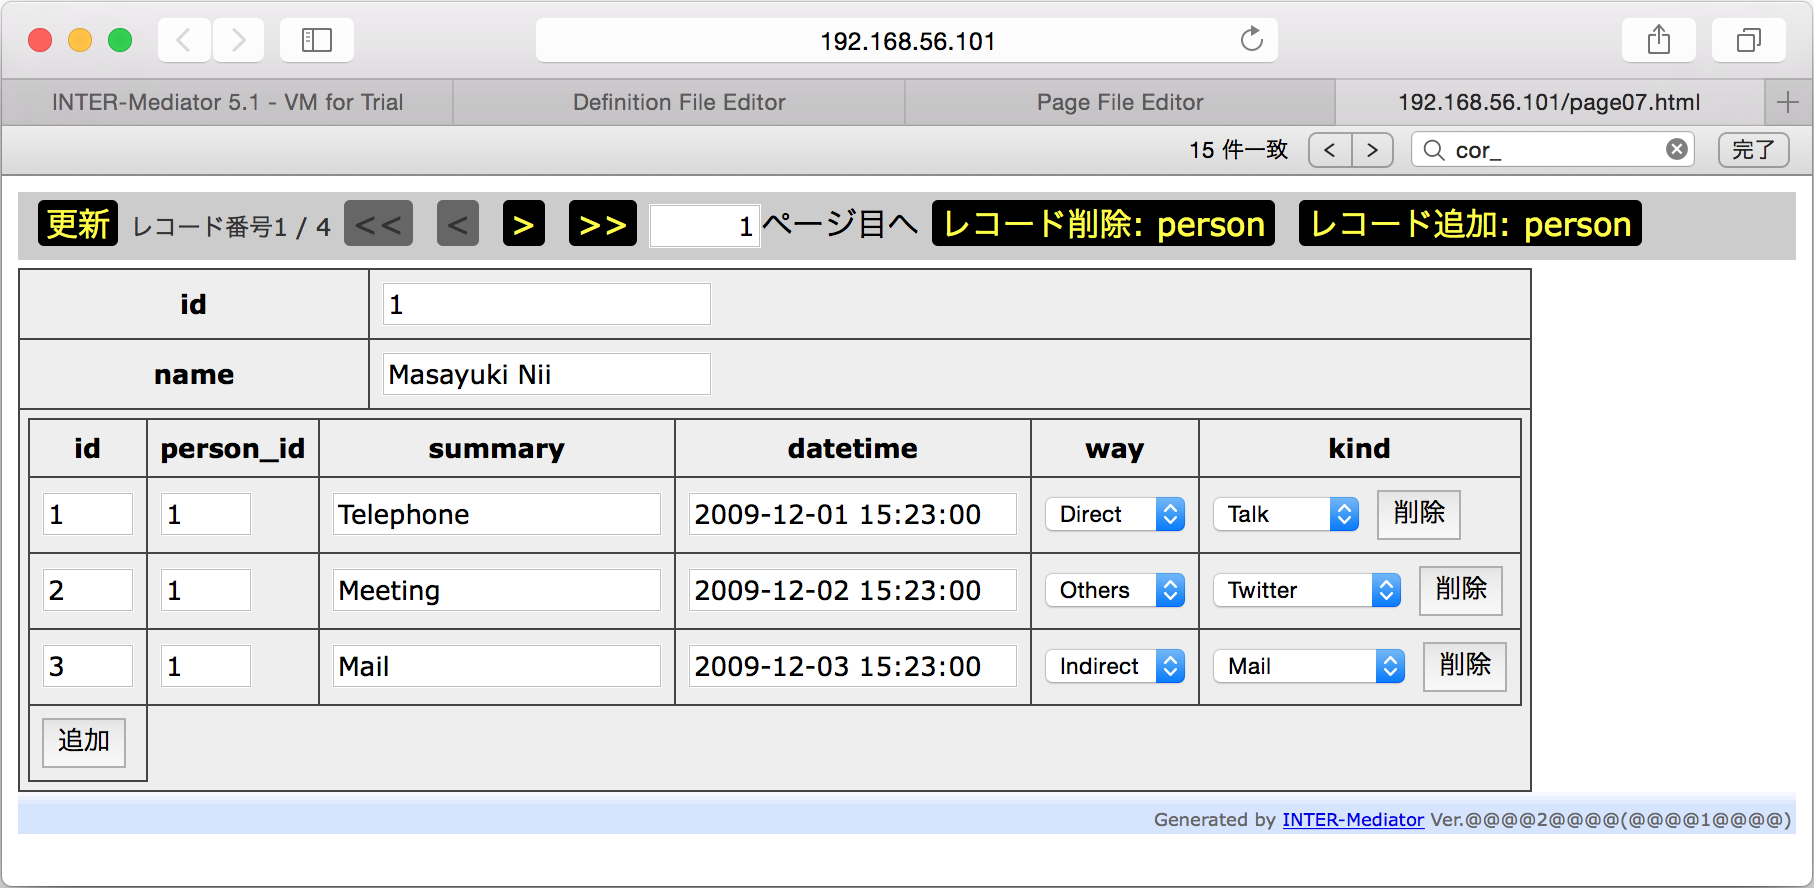 192.168.56.101
INTER-Mediator 5.1 - VM for Trial Definition File Editor Page File Editor 192.168.56.101/page07.html
15 件一致 < > cor_ 完了
更新 レコード番号1 / 4 << < > >> 1 ページ目へ レコード削除: person レコード追加: person
id 1
name Masayuki Nii
id person_id summary datetime way kind
1 1 Telephone 2009-12-01 15:23:00 Direct Talk 削除
2 1 Meeting 2009-12-02 15:23:00 Others Twitter 削除
3 1 Mail 2009-12-03 15:23:00 Indirect Mail 削除
追加
Generated by INTER-Mediator Ver.@@@@2@@@@(@@@@1@@@@)